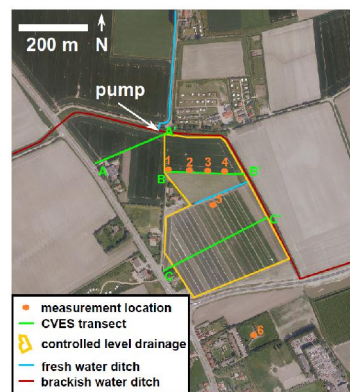 200 m
N
pump
A
A'
1
2
3
4
B
B'
5
C'
C
6
measurement location
CVES transect
controlled level drainage
fresh water ditch
brackish water ditch